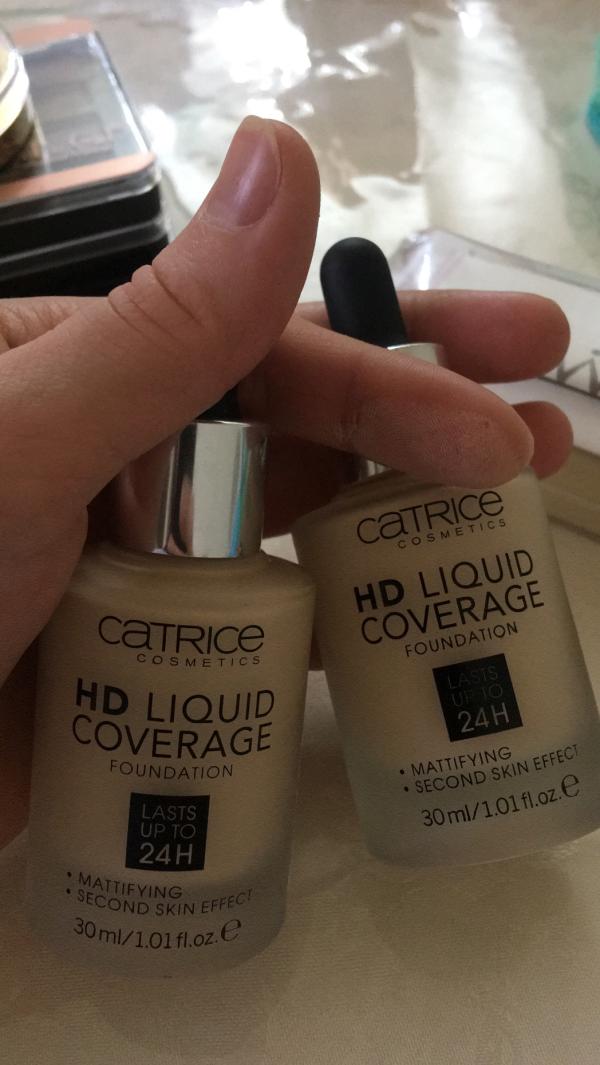 CATRICE
COSMETICS
HD LIQUID
COVERAGE
FOUNDATION
LASTS
UP TO
24H
• MATTIFYING
• SECOND SKIN EFFECT
30ml/1.01fl.oz.℮
CATRICE
COSMETICS
HD LIQUID
COVERAGE
FOUNDATION
LASTS
UP TO
24H
• MATTIFYING
• SECOND SKIN EFFECT
30ml/1.01fl.oz.℮